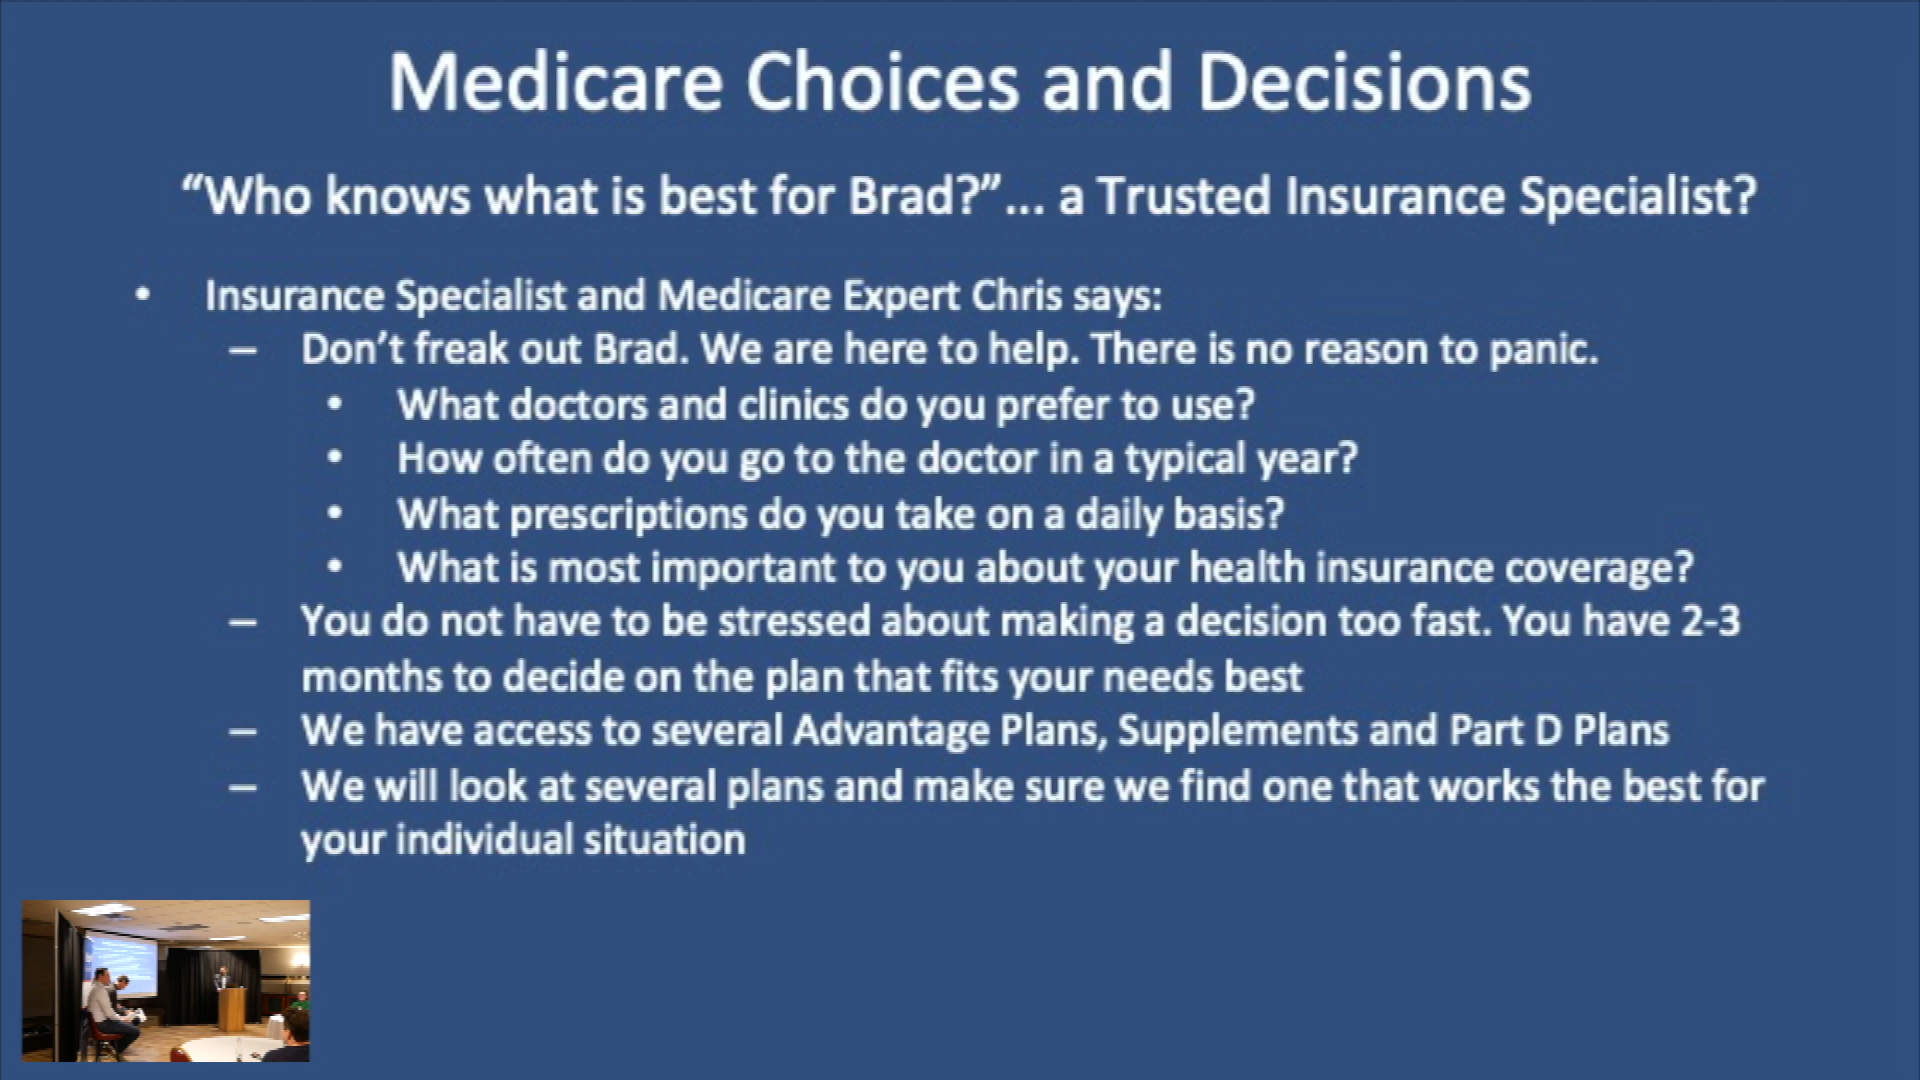 Medicare Choices and Decisions
“Who knows what is best for Brad?”... a Trusted Insurance Specialist?
• Insurance Specialist and Medicare Expert Chris says:
– Don’t freak out Brad. We are here to help. There is no reason to panic.
• What doctors and clinics do you prefer to use?
• How often do you go to the doctor in a typical year?
• What prescriptions do you take on a daily basis?
• What is most important to you about your health insurance coverage?
– You do not have to be stressed about making a decision too fast. You have 2-3
months to decide on the plan that fits your needs best
– We have access to several Advantage Plans, Supplements and Part D Plans
– We will look at several plans and make sure we find one that works the best for
your individual situation